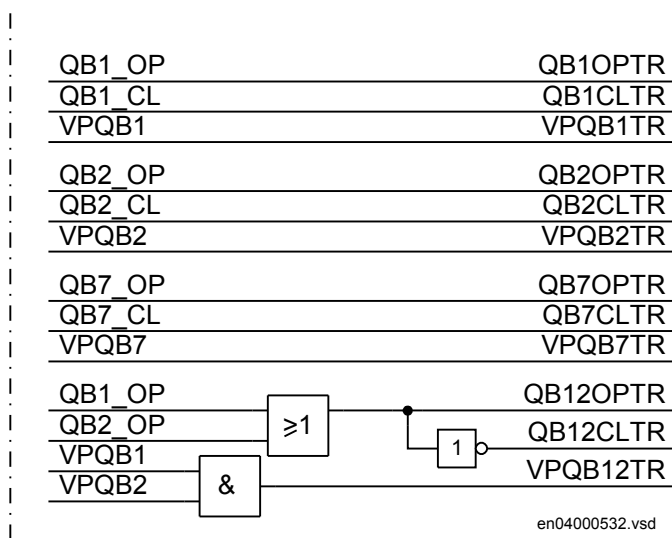 QB1_OP QB1OPTR
QB1_CL QB1CLTR
VPQB1 VPQB1TR
QB2_OP QB2OPTR
QB2_CL QB2CLTR
VPQB2 VPQB2TR
QB7_OP QB7OPTR
QB7_CL QB7CLTR
VPQB7 VPQB7TR
QB1_OP QB12OPTR
QB2_OP ≥1 1 QB12CLTR
VPQB1
VPQB2 & VPQB12TR
en04000532.vsd